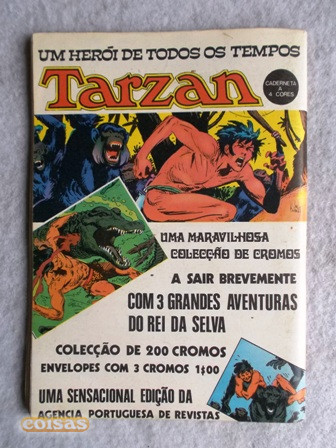 UM HERÓI DE TODOS OS TEMPOS
Tarzan
CADERNETA
A
4 CORES
UMA MARAVILHOSA
COLECÇÃO DE CROMOS
A SAIR BREVEMENTE
COM 3 GRANDES AVENTURAS
DO REI DA SELVA
COLECÇÃO DE 200 CROMOS
ENVELOPES COM 3 CROMOS 1$00
UMA SENSACIONAL EDIÇÃO DA
AGENCIA PORTUGUESA DE REVISTAS
coisas